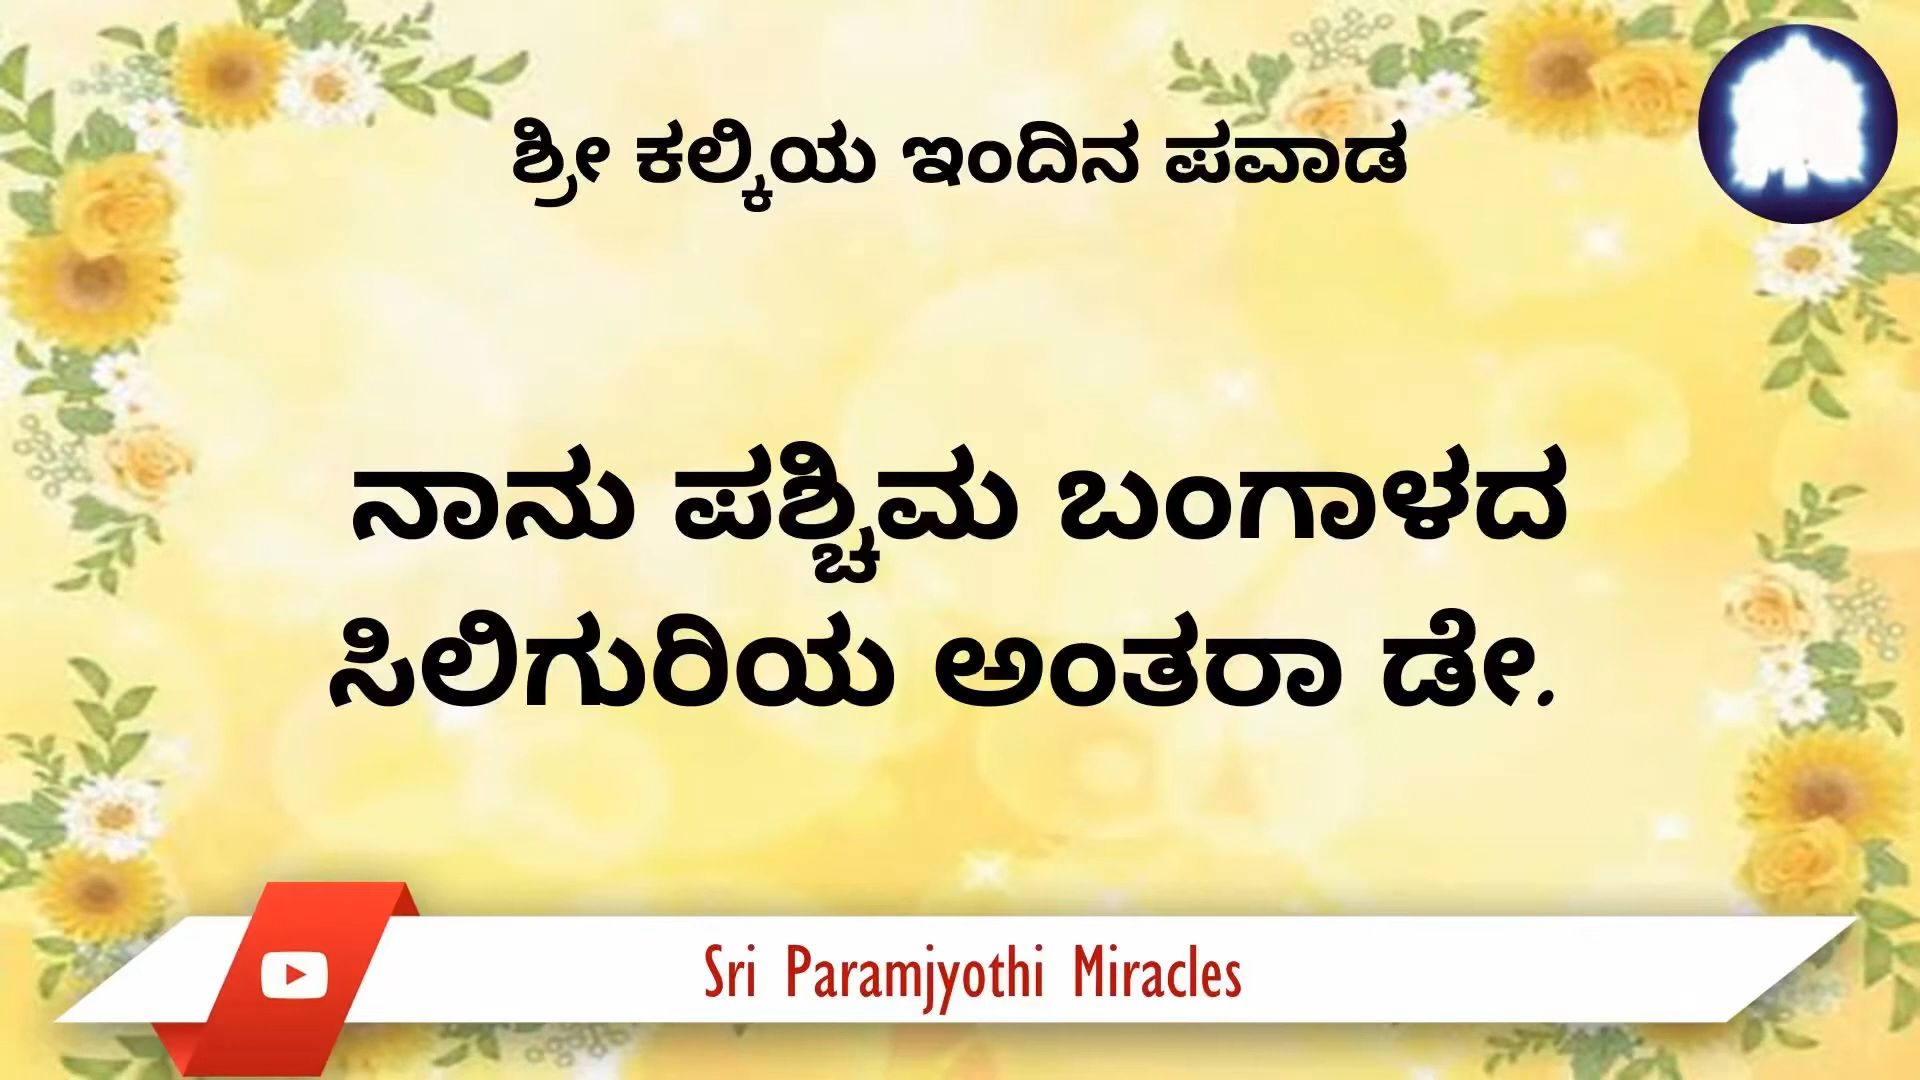 ಶ್ರೀ ಕಲ್ಕಿಯ ಇಂದಿನ ಪವಾಡ
ನಾನು ಪಶ್ಚಿಮ ಬಂಗಾಳದ
ಸಿಲಿಗುರಿಯ ಅಂತರಾ ಡೇ.
Sri Paramjyothi Miracles